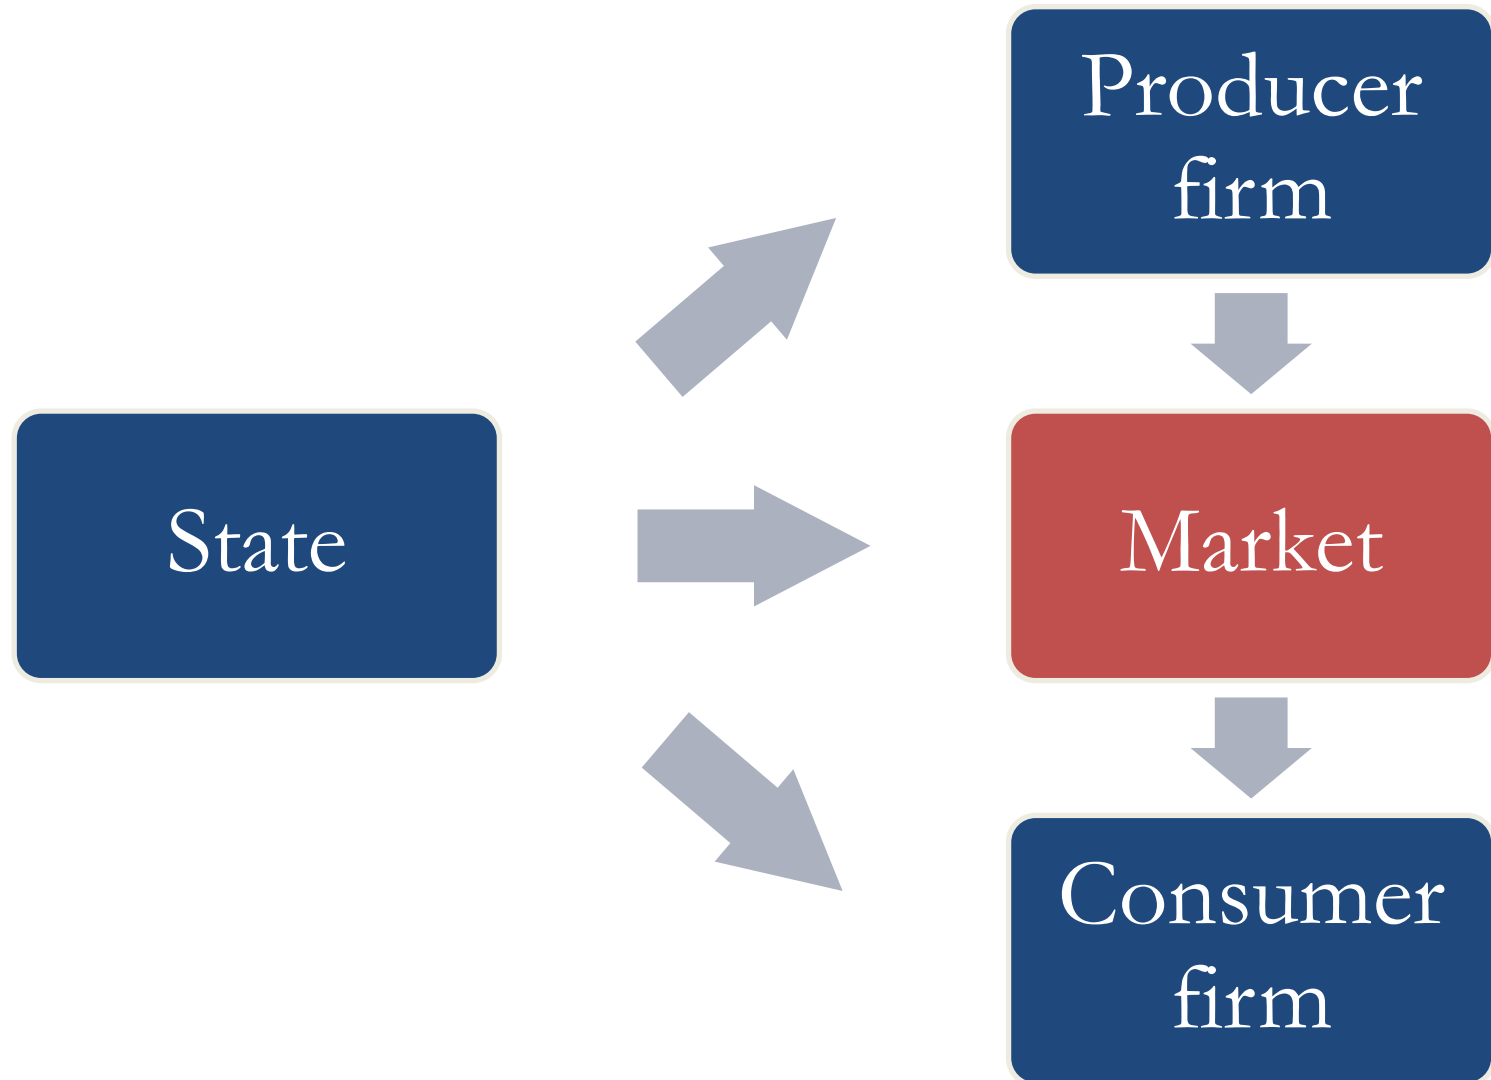 Producer
firm
State
Market
Consumer
firm